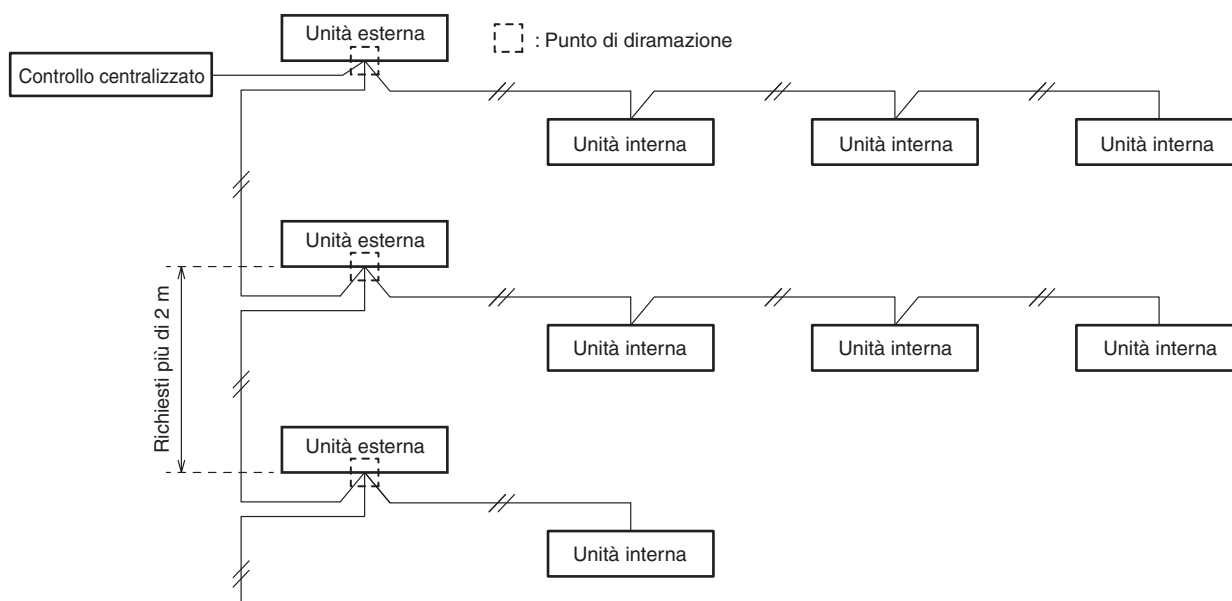 Unità esterna
: Punto di diramazione
Controllo centralizzato
Unità interna
Unità interna
Unità interna
Unità esterna
Richiesti più di 2 m
Unità interna
Unità interna
Unità interna
Unità esterna
Unità interna